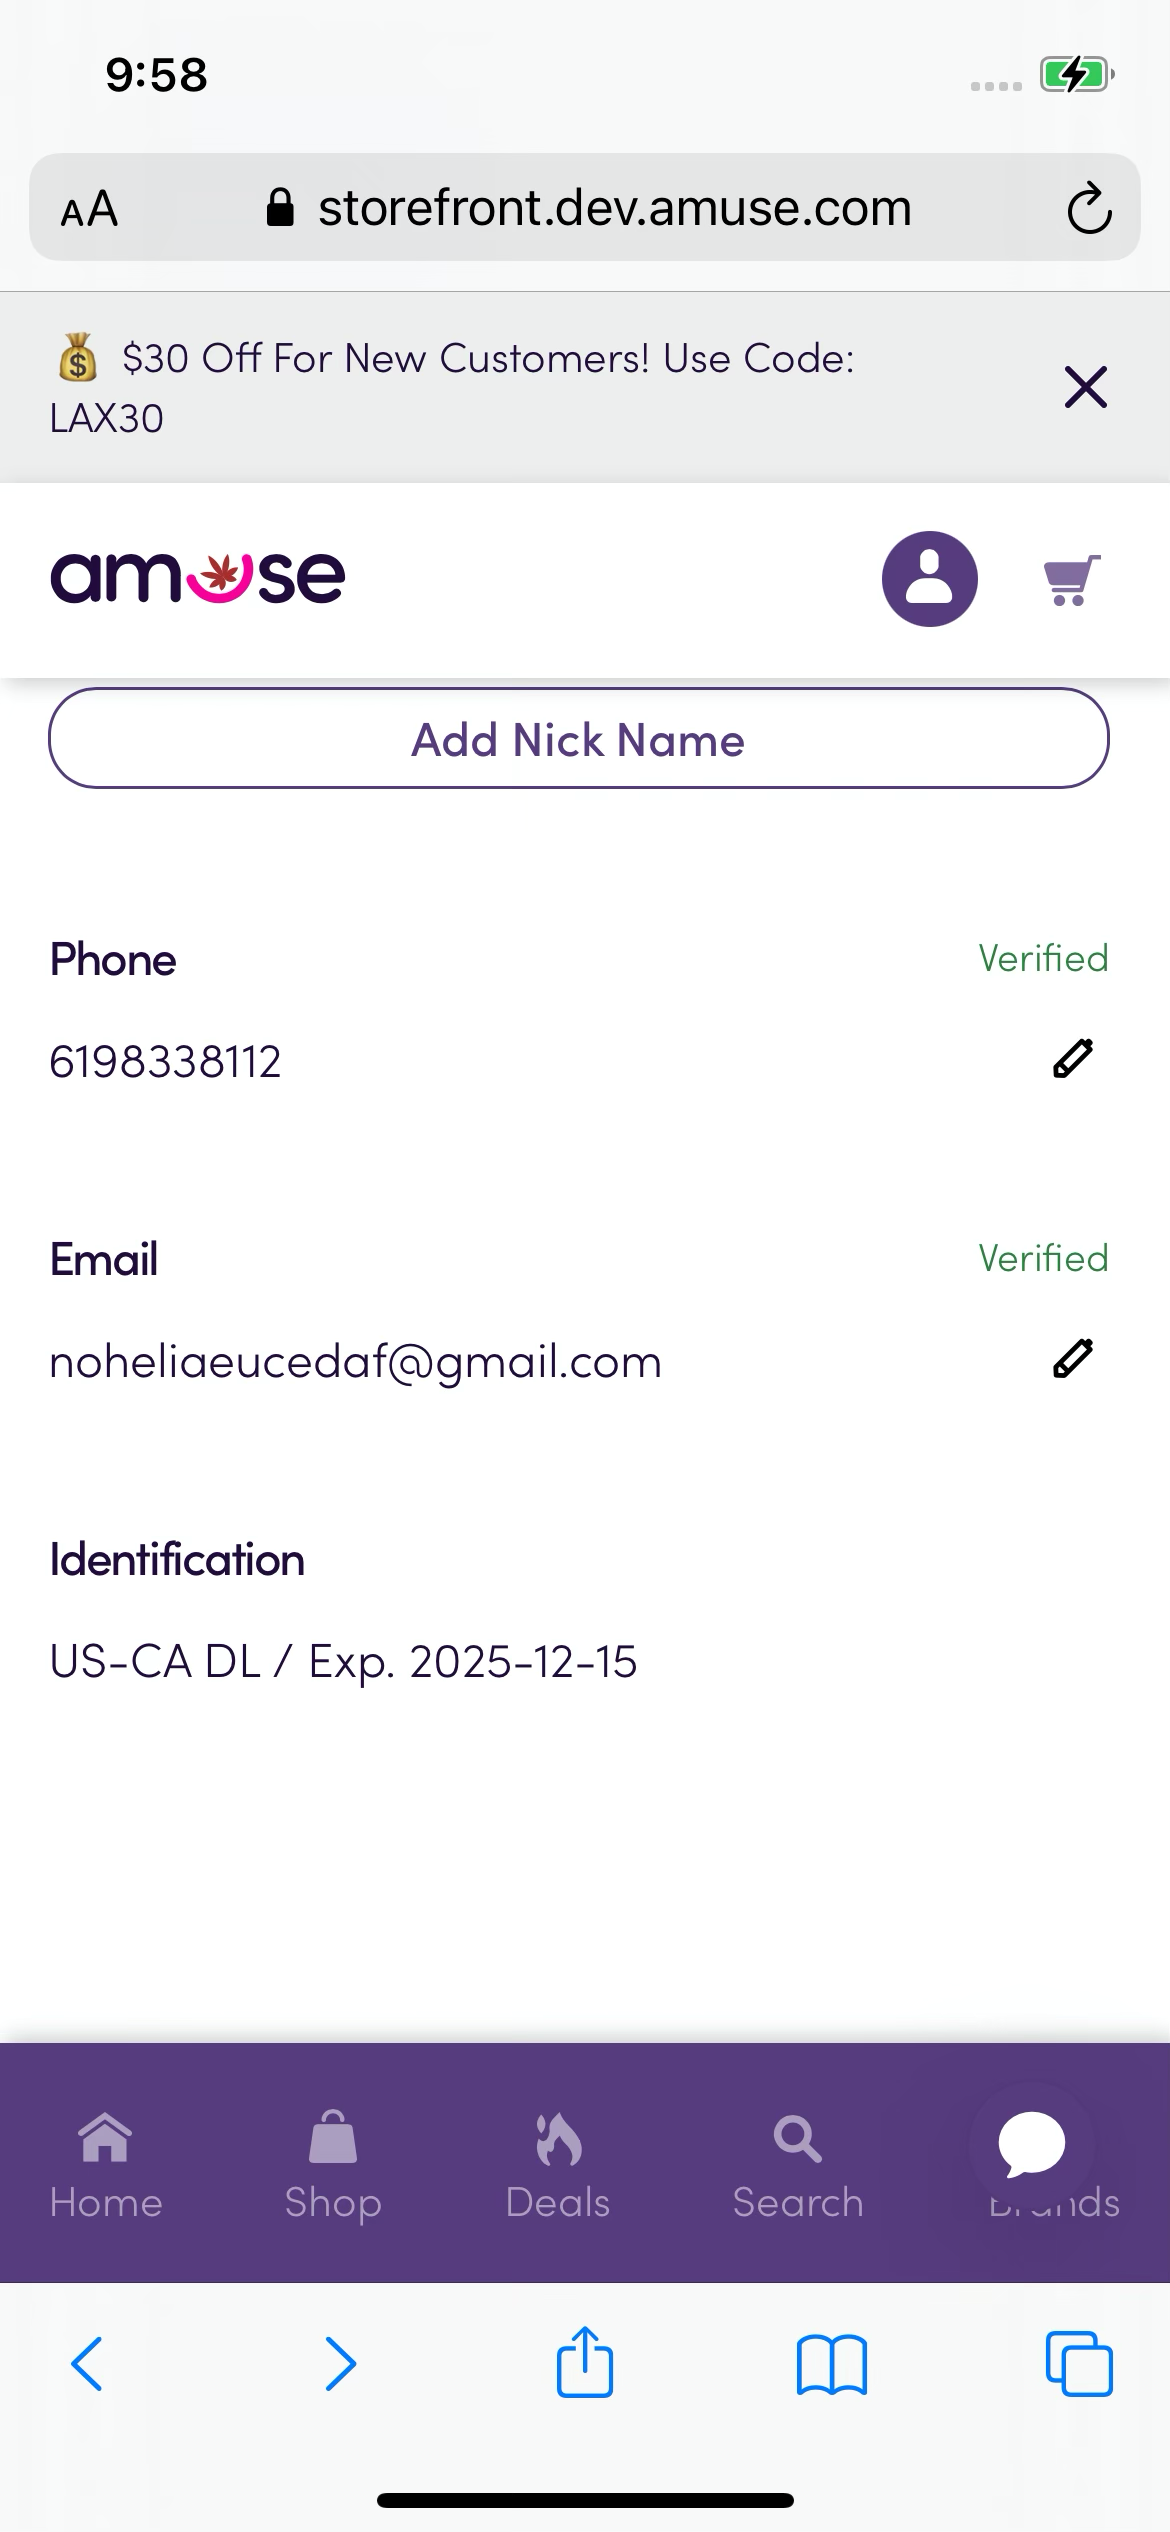 9:58
AA storefront.dev.amuse.com
$30 Off For New Customers! Use Code:
LAX30
amuse
Add Nick Name
Phone Verified
6198338112
Email Verified
noheliaeucedaf@gmail.com
Identification
US-CA DL / Exp. 2025-12-15
Home Shop Deals Search Brands